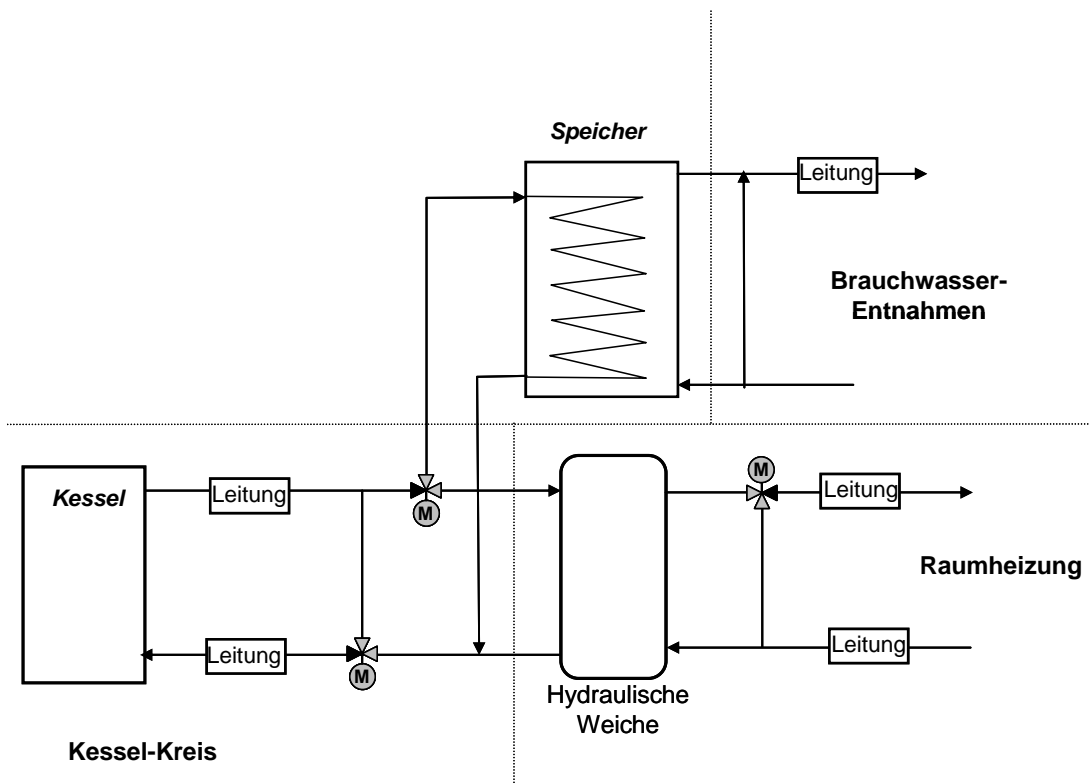 Speicher
Leitung
Brauchwasser-
Entnahmen
Kessel
Leitung
M
M
Leitung
Raumheizung
Leitung
M
Leitung
Hydraulische
Weiche
Kessel-Kreis